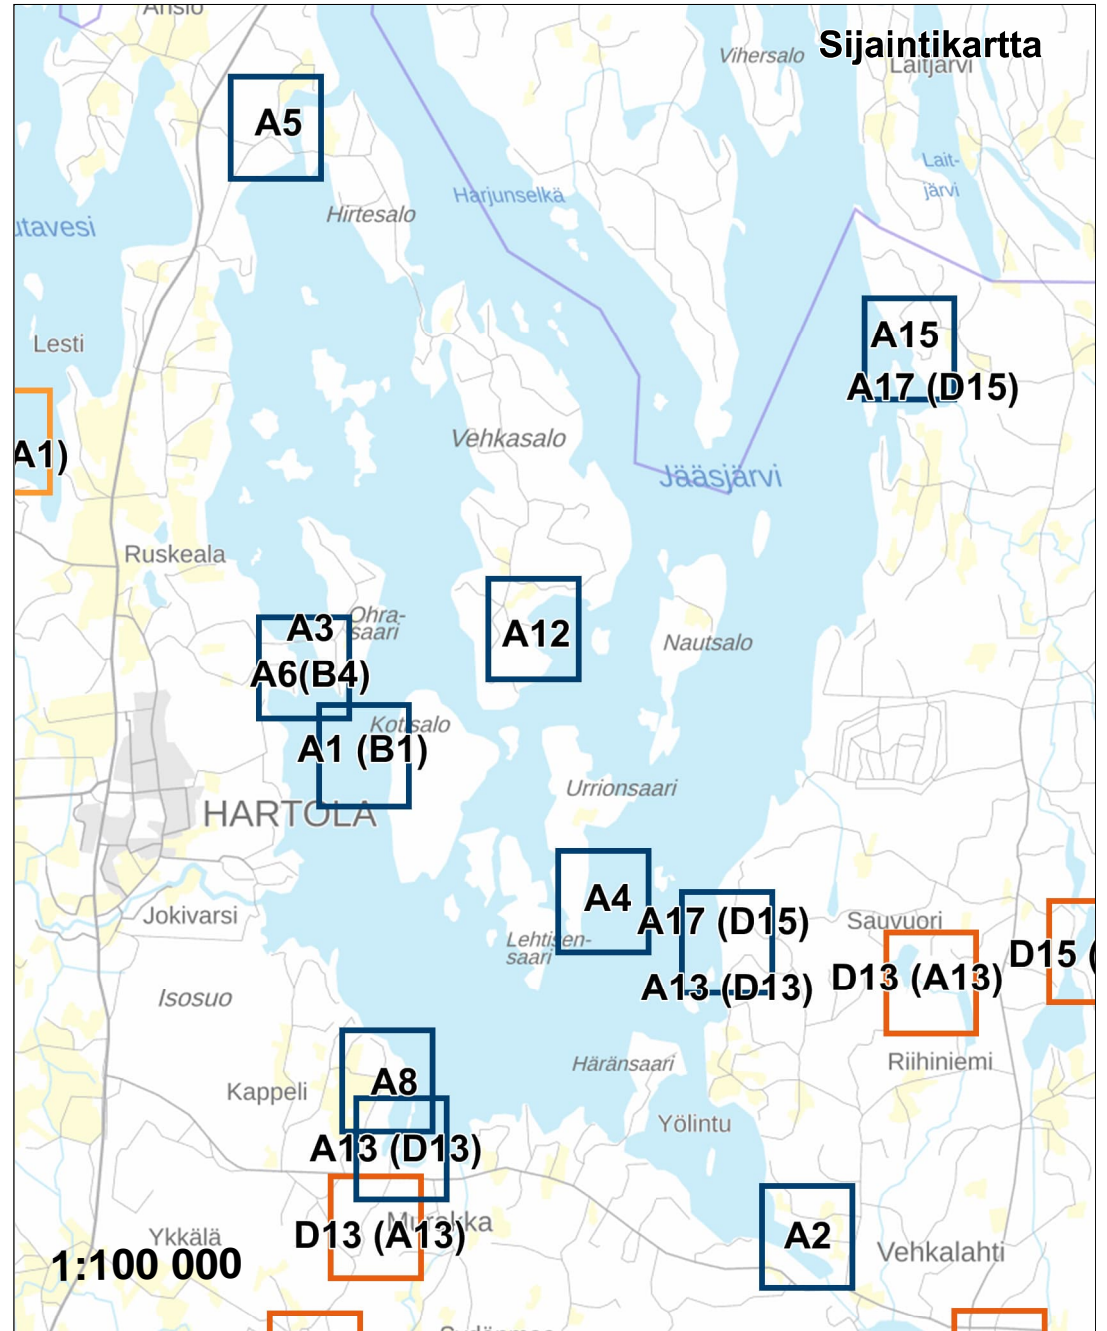 Ansio
Sijaintikartta
Vihersalo
Laitjärvi
A5
Lait-
järvi
Harjunselkä
Hirtesalo
utavesi
A15
Lesti
A17 (D15)
Vehkasalo
A1)
Jääsjärvi
Ruskeala
Ohra-
saari
A3
A12
Nautsalo
A6(B4)
Kotisalo
A1 (B1)
Urrionsaari
HARTOLA
A4
Jokivarsi
A17 (D15)
Sauvuori
Lehtisen-
saari
D15 (
D13 (A13)
A13 (D13)
Isosuo
Häränsaari
Riihiniemi
A8
Kappeli
Yölintu
A13 (D13)
Murakka
D13 (A13)
Ykkälä
A2
Vehkalahti
1:100 000